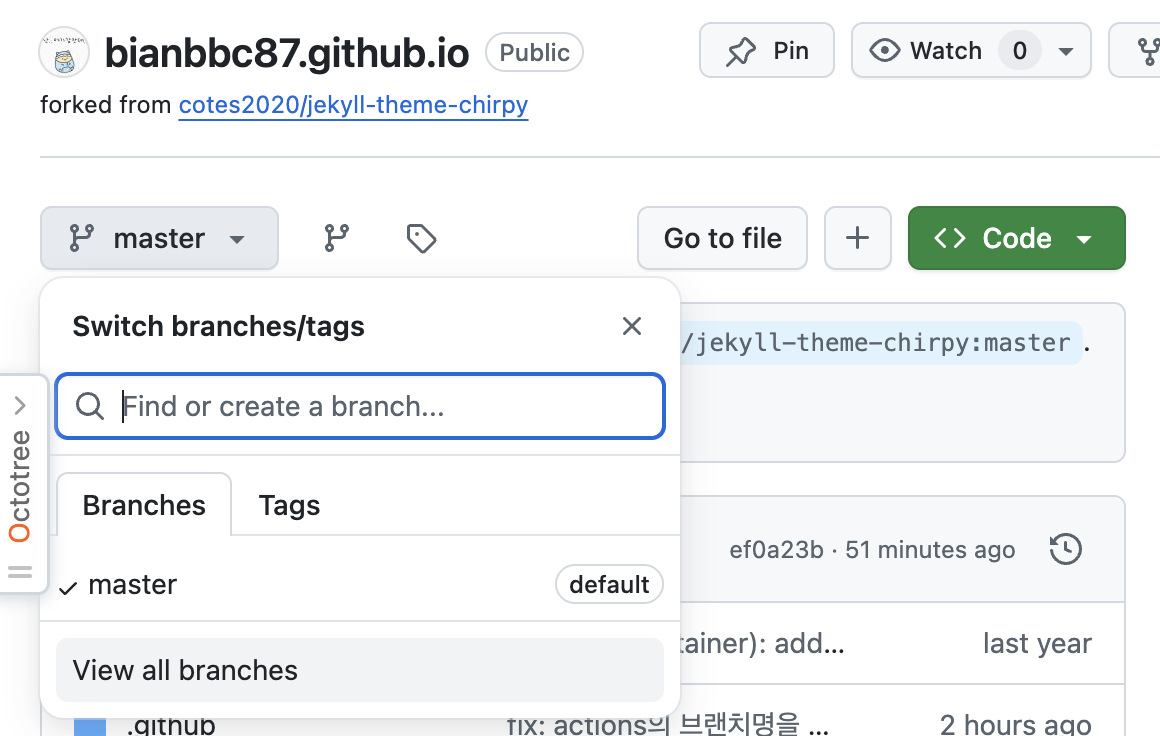 bianbbc87.github.io Public Pin Watch 0
forked from cotes2020/jekyll-theme-chirpy
master Go to file Code
Switch branches/tags
/jekyll-theme-chirpy:master .
Find or create a branch...
Octotree
Branches Tags
ef0a23b · 51 minutes ago
master default
tainer): add... last year
View all branches
.github fix: actions의 브랜치명을 ... 2 hours ago